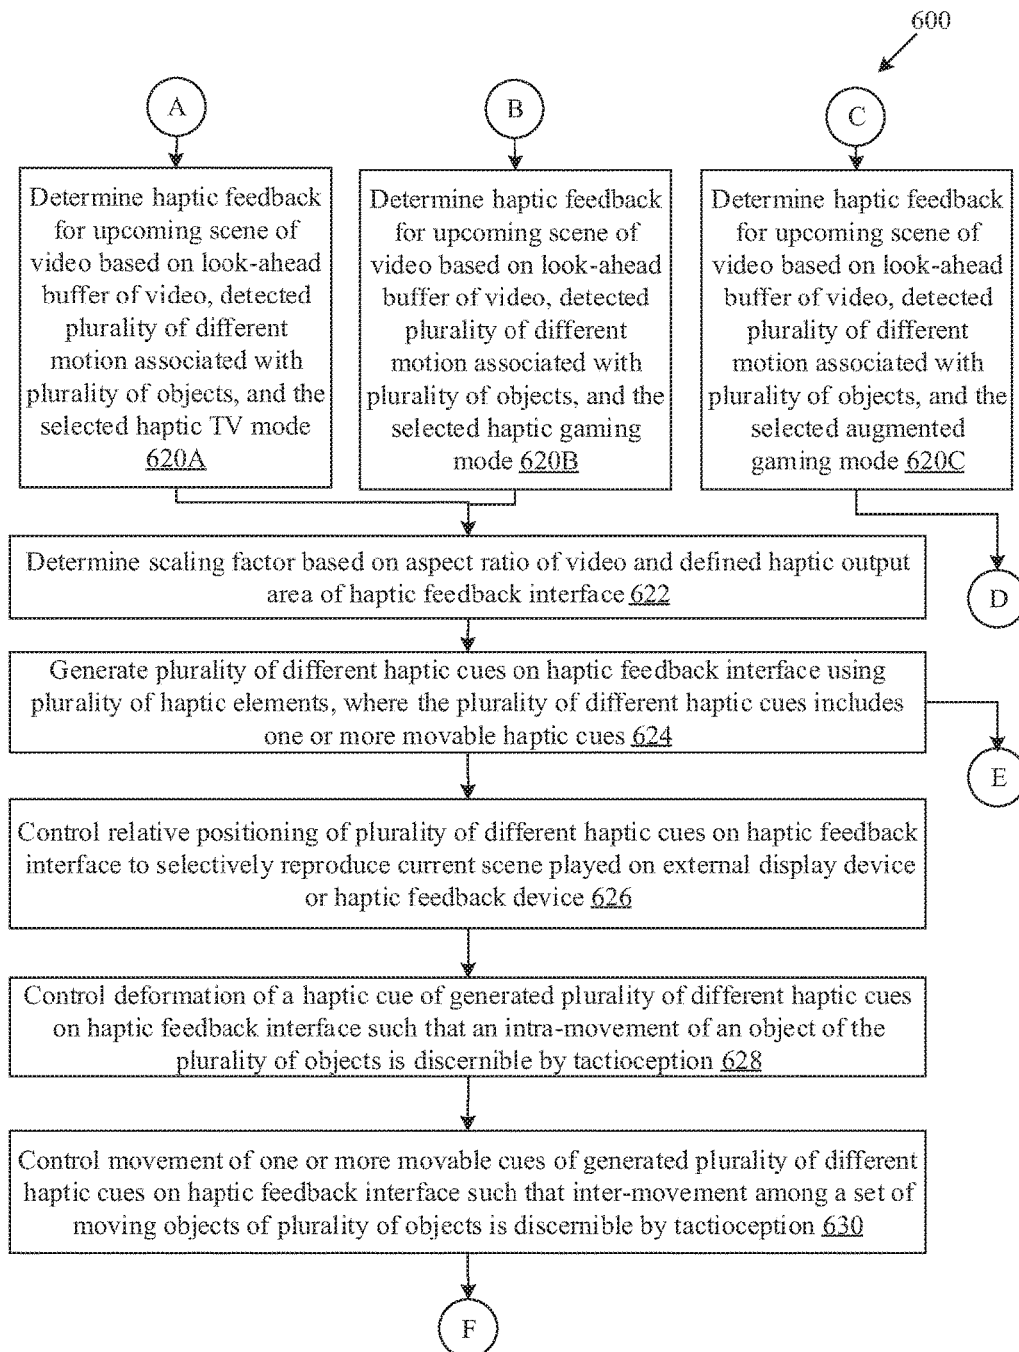 600
A
B
C
Determine haptic feedback
for upcoming scene of
video based on look-ahead
buffer of video, detected
plurality of different
motion associated with
plurality of objects, and the
selected haptic TV mode
620A
Determine haptic feedback
for upcoming scene of
video based on look-ahead
buffer of video, detected
plurality of different
motion associated with
plurality of objects, and the
selected haptic gaming
mode 620B
Determine haptic feedback
for upcoming scene of
video based on look-ahead
buffer of video, detected
plurality of different
motion associated with
plurality of objects, and the
selected augmented
gaming mode 620C
Determine scaling factor based on aspect ratio of video and defined haptic output
area of haptic feedback interface 622
D
Generate plurality of different haptic cues on haptic feedback interface using
plurality of haptic elements, where the plurality of different haptic cues includes
one or more movable haptic cues 624
E
Control relative positioning of plurality of different haptic cues on haptic feedback
interface to selectively reproduce current scene played on external display device
or haptic feedback device 626
Control deformation of a haptic cue of generated plurality of different haptic cues
on haptic feedback interface such that an intra-movement of an object of the
plurality of objects is discernible by tactioception 628
Control movement of one or more movable cues of generated plurality of different
haptic cues on haptic feedback interface such that inter-movement among a set of
moving objects of plurality of objects is discernible by tactioception 630
F